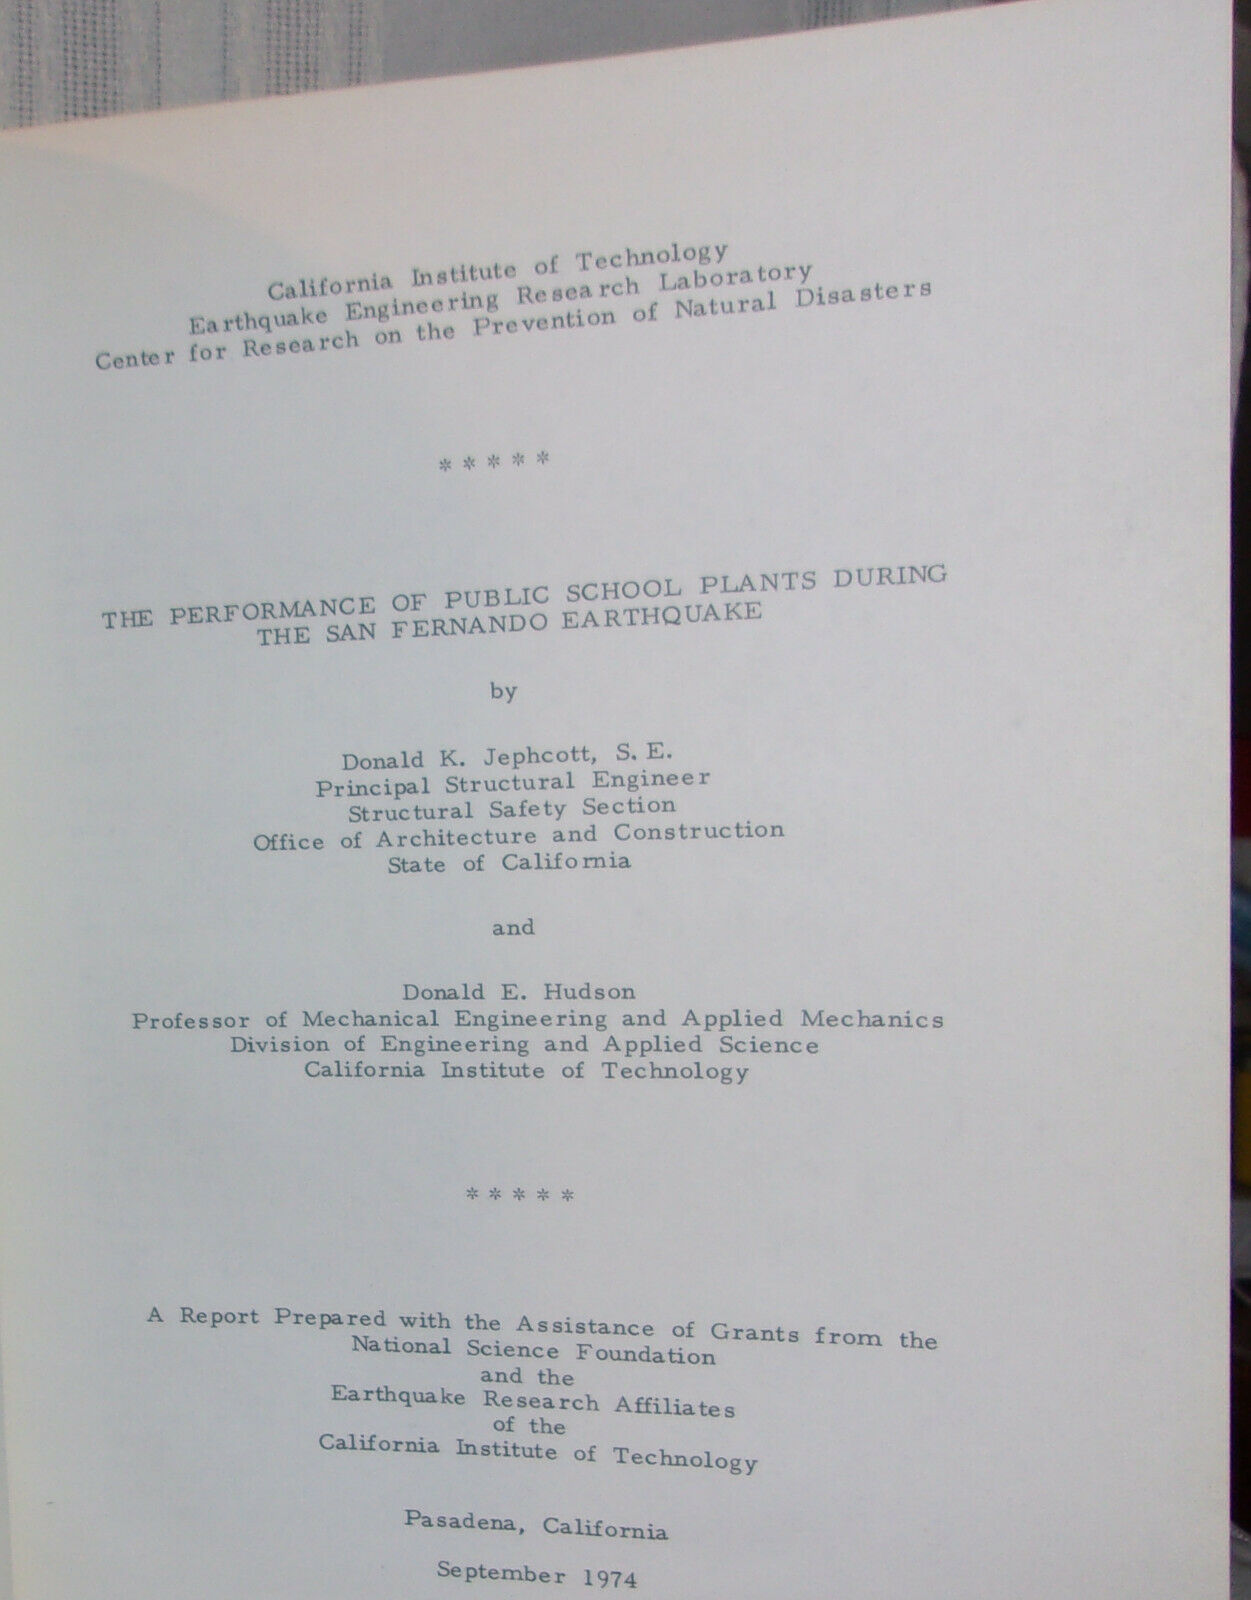 California Institute of Technology
Earthquake Engineering Research Laboratory
Center for Research on the Prevention of Natural Disasters
* * * * *
THE PERFORMANCE OF PUBLIC SCHOOL PLANTS DURING
THE SAN FERNANDO EARTHQUAKE
by
Donald K. Jephcott, S. E.
Principal Structural Engineer
Structural Safety Section
Office of Architecture and Construction
State of California
and
Donald E. Hudson
Professor of Mechanical Engineering and Applied Mechanics
Division of Engineering and Applied Science
California Institute of Technology
* * * * *
A Report Prepared with the Assistance of Grants from the
National Science Foundation
and the
Earthquake Research Affiliates
of the
California Institute of Technology
Pasadena, California
September 1974